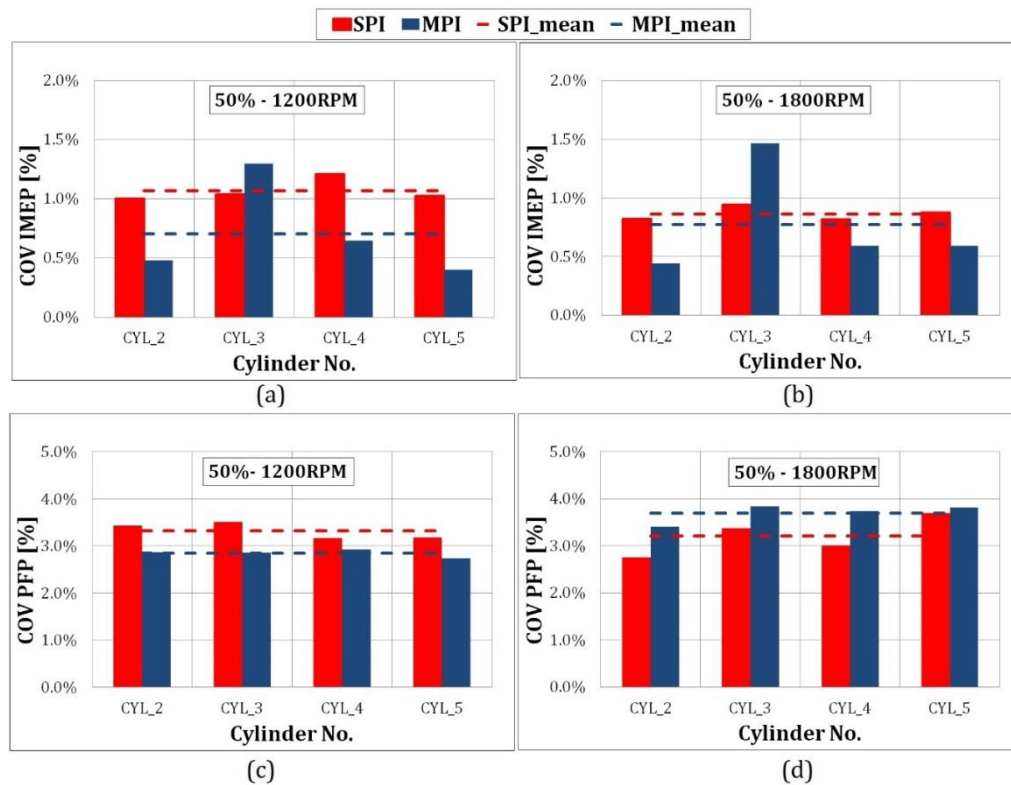 SPI MPI SPI_mean MPI_mean
2.0%
1.5%
1.0%
0.5%
0.0%
COV IMEP [%]
50% - 1200RPM
CYL_2 CYL_3 CYL_4 CYL_5
Cylinder No.
(a)
2.0%
1.5%
1.0%
0.5%
0.0%
COV IMEP [%]
50% - 1800RPM
CYL_2 CYL_3 CYL_4 CYL_5
Cylinder No.
(b)
5.0%
4.0%
3.0%
2.0%
1.0%
0.0%
COV PFP [%]
50%- 1200RPM
CYL_2 CYL_3 CYL_4 CYL_5
Cylinder No.
(c)
5.0%
4.0%
3.0%
2.0%
1.0%
0.0%
COV PFP [%]
50% - 1800RPM
CYL_2 CYL_3 CYL_4 CYL_5
Cylinder No.
(d)